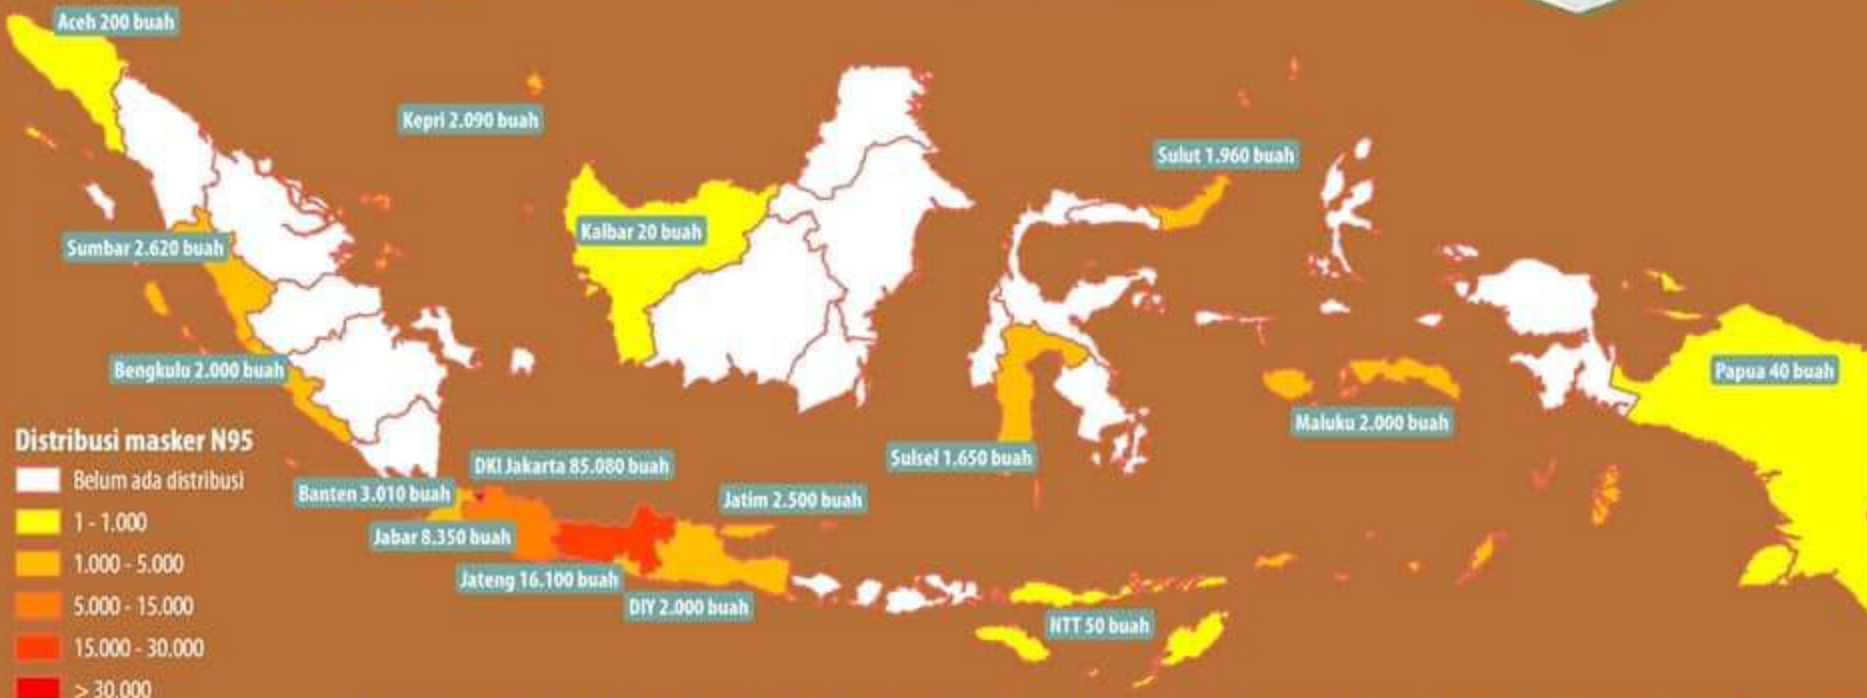 Aceh 200 buah
Kepri 2.090 buah
Sulut 1.960 buah
Kalbar 20 buah
Sumbar 2.620 buah
Bengkulu 2.000 buah
Papua 40 buah
Maluku 2.000 buah
Sulsel 1.650 buah
DKI Jakarta 85.080 buah
Banten 3.010 buah
Jatim 2.500 buah
Jabar 8.350 buah
Jateng 16.100 buah
DIY 2.000 buah
NTT 50 buah
Distribusi masker N95
Belum ada distribusi
1 - 1,000
1.000 - 5.000
5.000 - 15.000
15.000 - 30.000
> 30.000